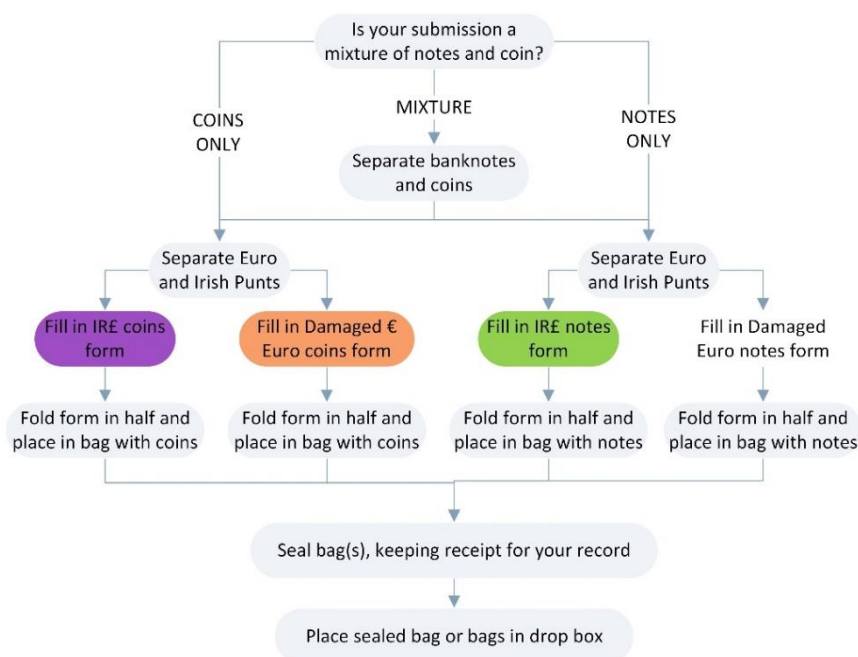 Is your submission a
mixture of notes and coin?
COINS
ONLY
MIXTURE
NOTES
ONLY
Separate banknotes
and coins
Separate Euro
and Irish Punts
Separate Euro
and Irish Punts
Fill in IR£ coins
form
Fill in Damaged €
Euro coins form
Fill in IR£ notes
form
Fill in Damaged
Euro notes form
Fold form in half and
place in bag with coins
Fold form in half and
place in bag with coins
Fold form in half and
place in bag with notes
Fold form in half and
place in bag with notes
Seal bag(s), keeping receipt for your record
Place sealed bag or bags in drop box